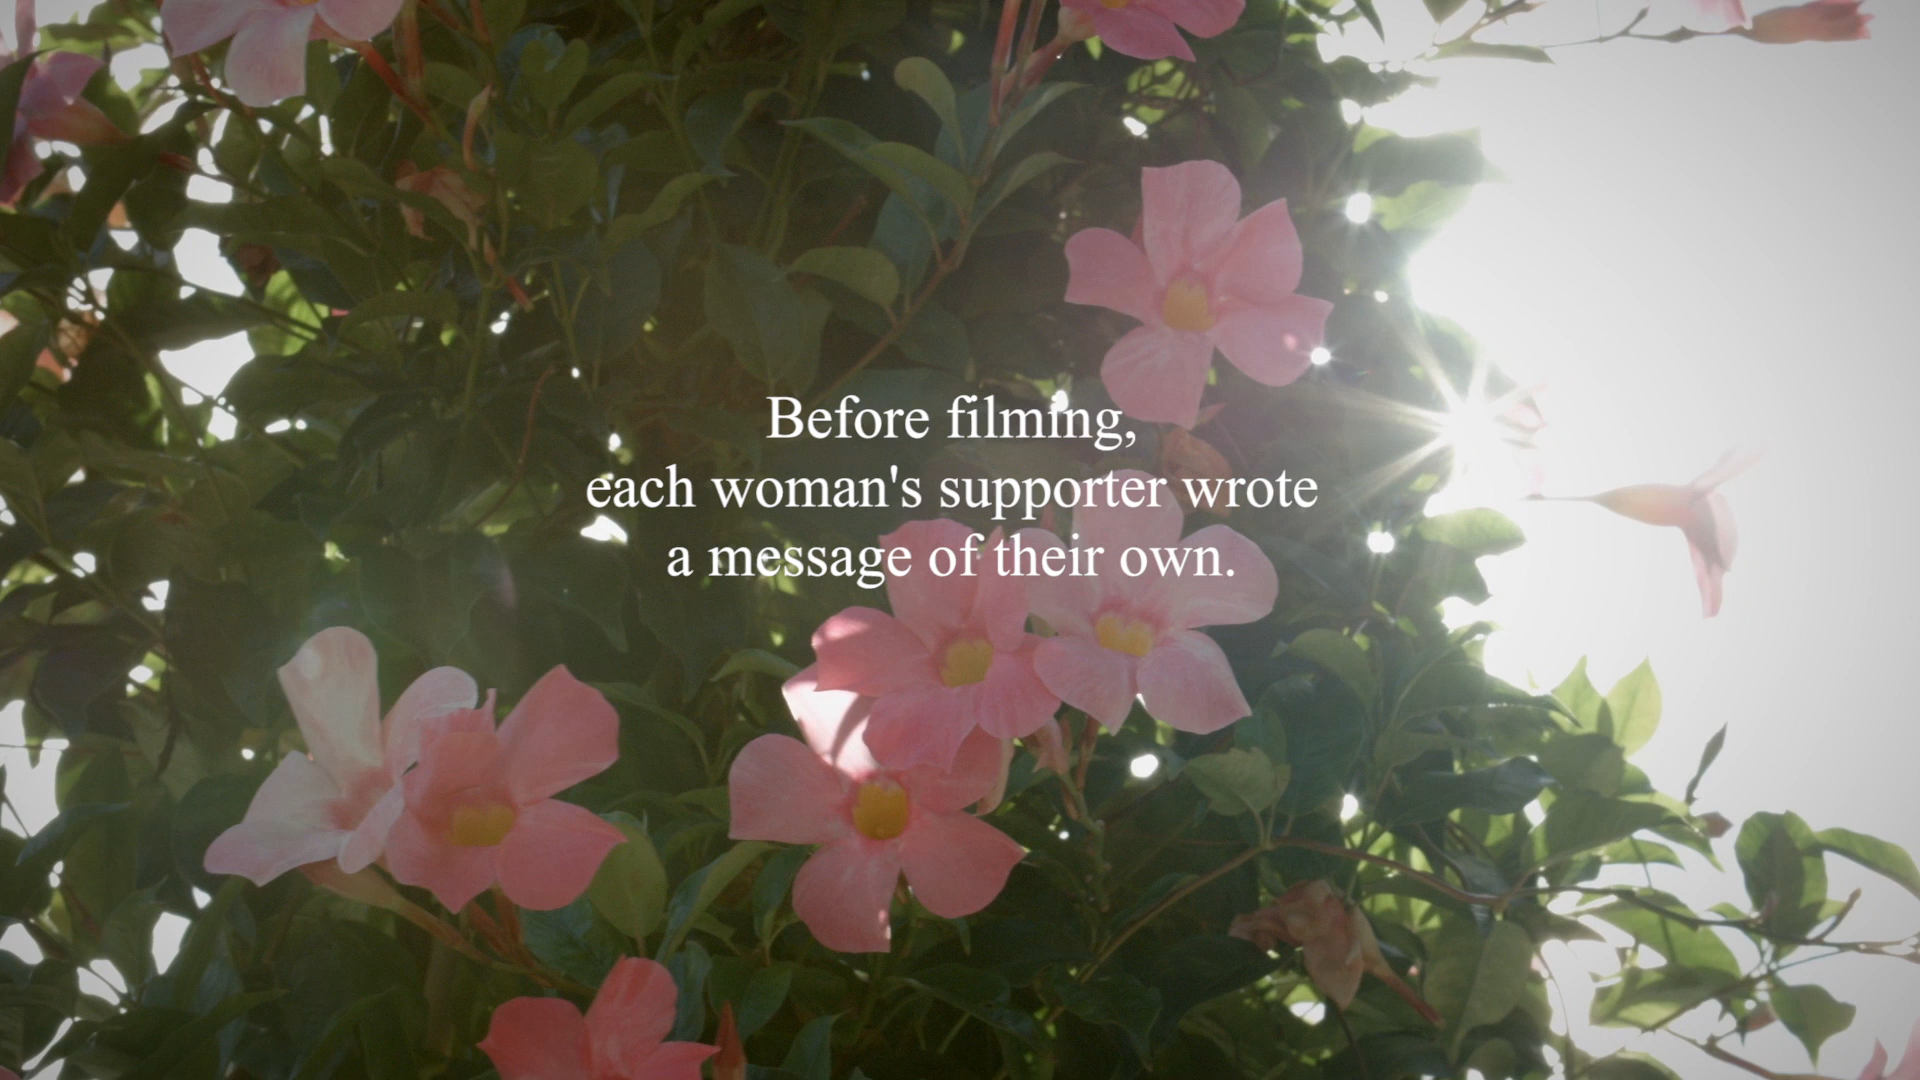 Before filming,
each woman's supporter wrote
a message of their own.